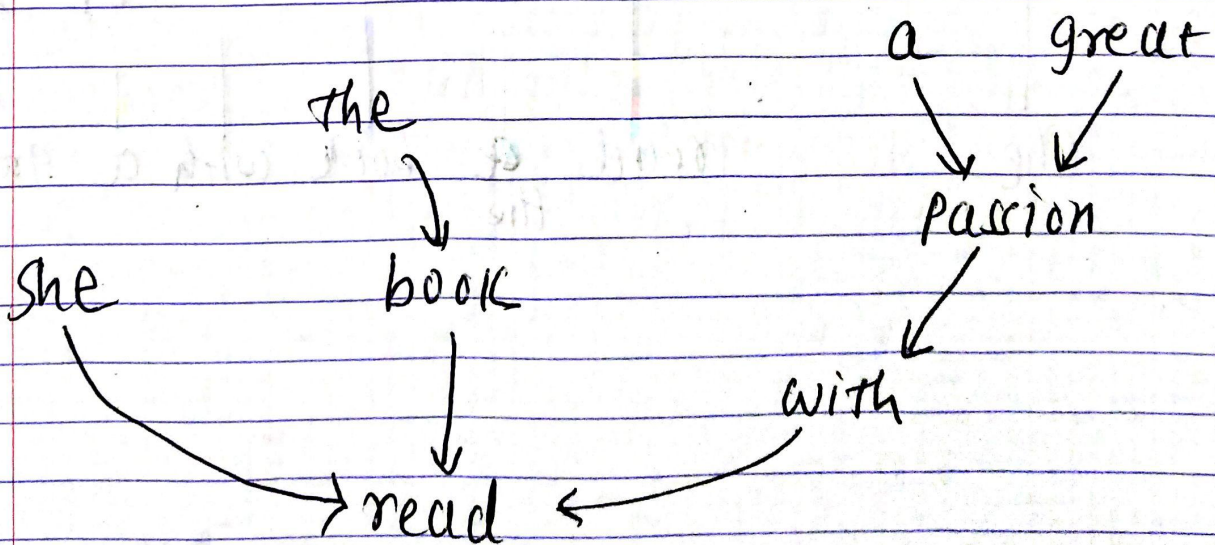 a great
the
passion
she book
with
read